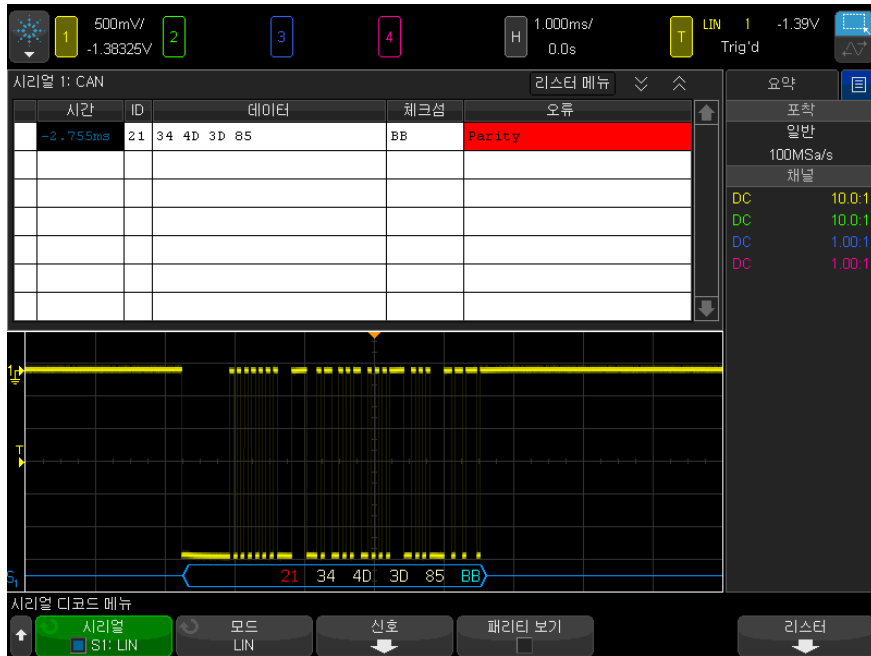 1 500mV/ -1.38325V 2 3 4 H 1.000ms/ 0.0s T LIN 1 -1.39V Trig'd
시리얼 1: CAN 리스터 메뉴
시간 ID 데이터 체크섬 오류
-2.755ms 21 34 4D 3D 85 BB Parity
요약
포착
일반
100MSa/s
채널
DC 10.0:1
DC 10.0:1
DC 1.00:1
DC 1.00:1
1
T
S1 21 34 4D 3D 85 BB
시리얼 디코드 메뉴
시리얼 S1: LIN
모드 LIN
신호
패리티 보기
리스터